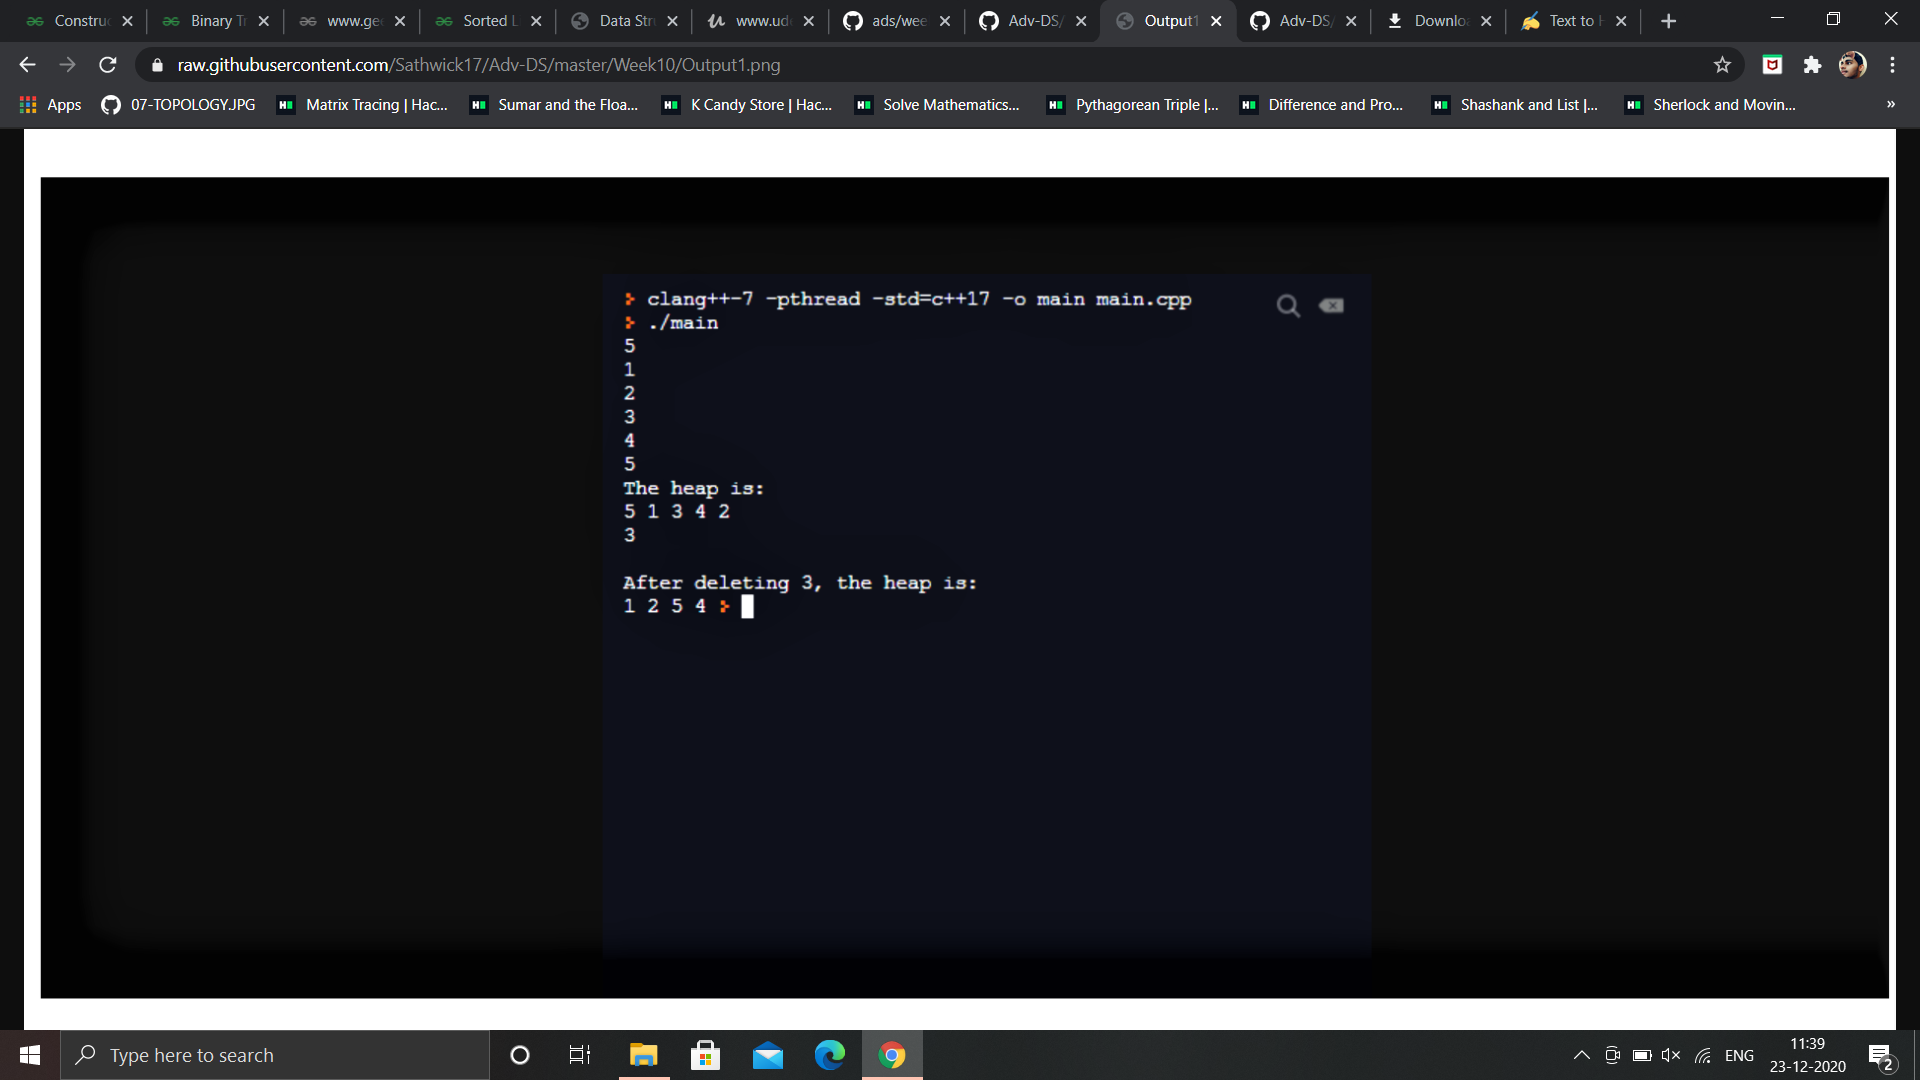 Construc
Binary Tr
www.gee
Sorted L
Data Str
www.ude
ads/wee
Adv-DS/
Output1
Adv-DS/
Downlo
Text to H
raw.githubusercontent.com/Sathwick17/Adv-DS/master/Week10/Output1.png
Apps
07-TOPOLOGY.JPG
Matrix Tracing | Hac...
Sumar and the Floa...
K Candy Store | Hac...
Solve Mathematics...
Pythagorean Triple |...
Difference and Pro...
Shashank and List |...
Sherlock and Movin...
»
clang++-7 -pthread -std=c++17 -o main main.cpp
./main
5
1
2
3
4
5
The heap is:
5 1 3 4 2
3
After deleting 3, the heap is:
1 2 5 4
Type here to search
ENG
11:39
23-12-2020
2